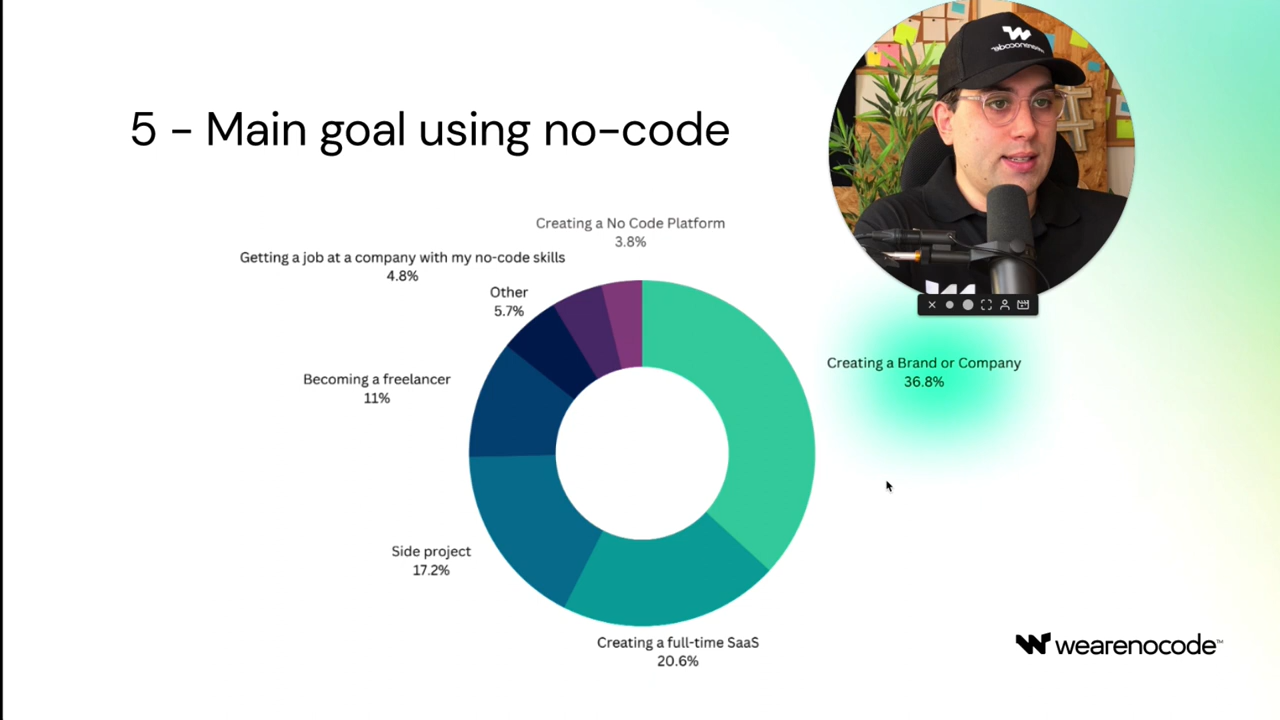 5 - Main goal using no-code
Creating a No Code Platform
3.8%
Getting a job at a company with my no-code skills
4.8%
Other
5.7%
Creating a Brand or Company
36.8%
Becoming a freelancer
11%
Side project
17.2%
Creating a full-time SaaS
20.6%
wearenocode™